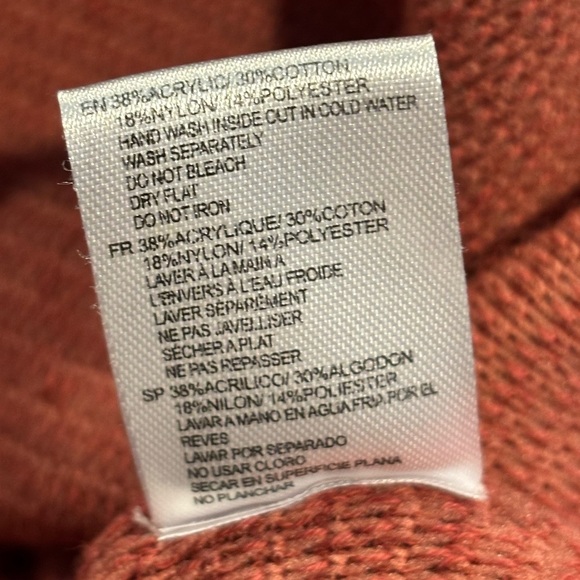 EN 38%ACRYLIC/ 30%COTTON
18%NYLON/ 14%POLYESTER
HAND WASH INSIDE OUT IN COLD WATER
WASH SEPARATELY
DO NOT BLEACH
DRY FLAT
DO NOT IRON
FR 38%ACRYLIQUE/ 30%COTON
18%NYLON/ 14%POLYESTER
LAVER À LA MAIN A
L'ENVERS À L'EAU FROIDE
LAVER SÉPARÉMENT
NE PAS JAVELLISER
SÉCHER A PLAT
NE PAS REPASSER
SP 38%ACRILICO/ 30%ALGODON
18%NILON/ 14%POLIESTER
LAVAR A MANO EN AGUA FRIA POR EL
REVES
LAVAR POR SEPARADO
NO USAR CLORO
SECAR EN SUPERFICIE PLANA
NO PLANCHAR